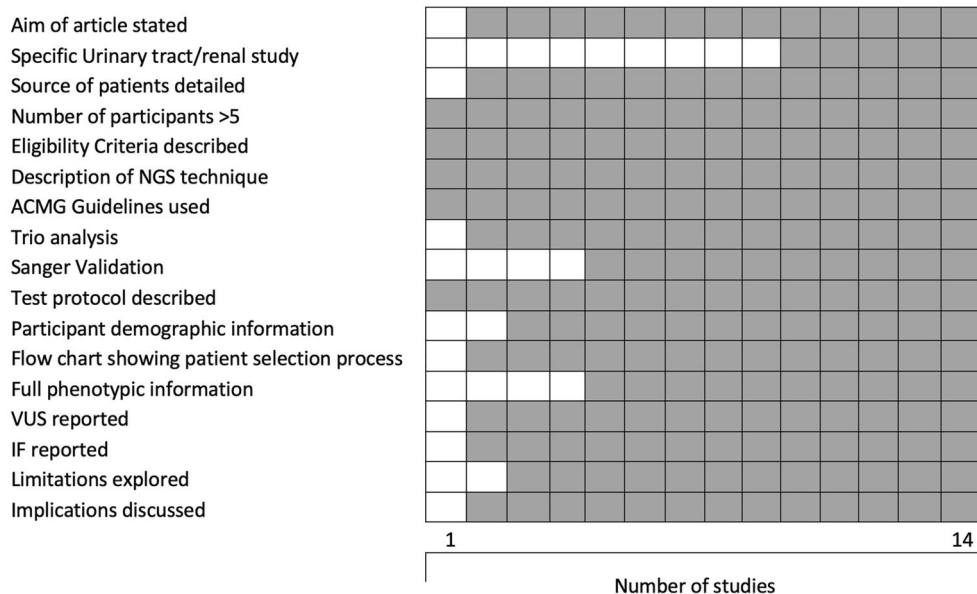 Aim of article stated
Specific Urinary tract/renal study
Source of patients detailed
Number of participants >5
Eligibility Criteria described
Description of NGS technique
ACMG Guidelines used
Trio analysis
Sanger Validation
Test protocol described
Participant demographic information
Flow chart showing patient selection process
Full phenotypic information
VUS reported
IF reported
Limitations explored
Implications discussed
1 14
Number of studies